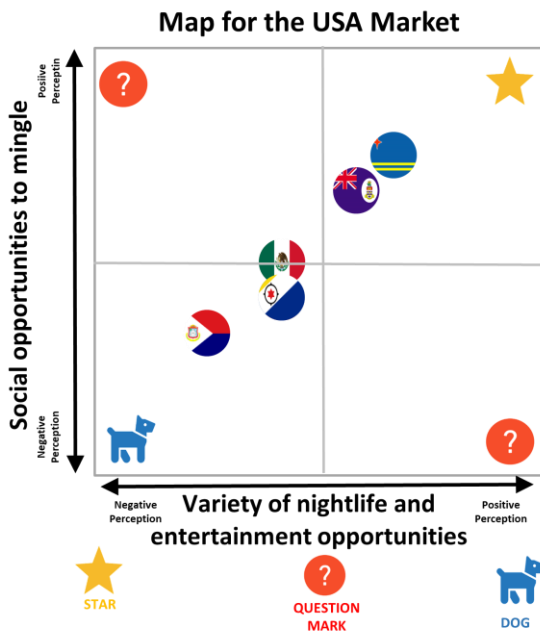 Map for the USA Market
Social opportunities to mingle
Posiive
Perceptin
Negative
Perception
?
?
Negative
Perception
Variety of nightlife and
entertainment opportunities
Positive
Perception
STAR
?
QUESTION
MARK
DOG